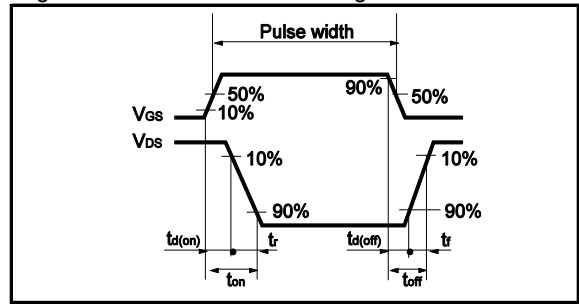 Pulse width
90%
50%
50%
10%
VGS
VDS
10%
10%
90%
90%
td(on)
tr
td(off)
tf
ton
toff